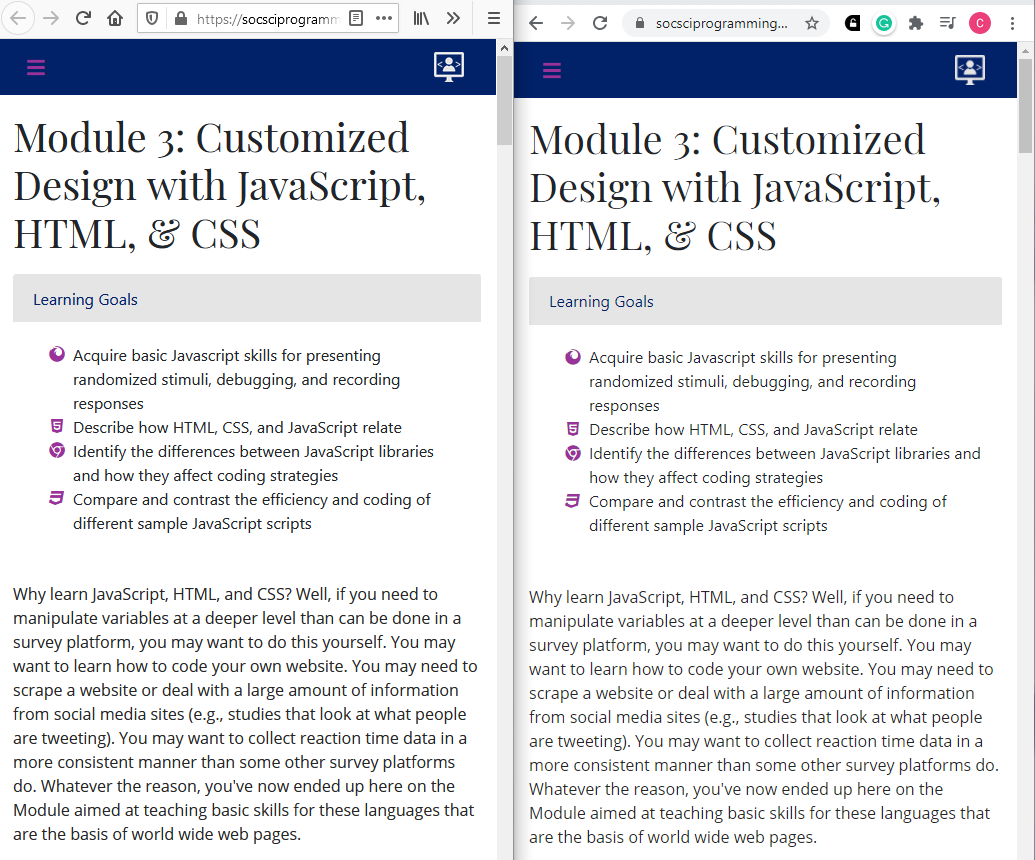 https://socsciprogramm
Module 3: Customized
Design with JavaScript,
HTML, & CSS
Learning Goals
Acquire basic Javascript skills for presenting
randomized stimuli, debugging, and recording
responses
Describe how HTML, CSS, and JavaScript relate
Identify the differences between JavaScript libraries
and how they affect coding strategies
Compare and contrast the efficiency and coding of
different sample JavaScript scripts
Why learn JavaScript, HTML, and CSS? Well, if you need to
manipulate variables at a deeper level than can be done in a
survey platform, you may want to do this yourself. You may
want to learn how to code your own website. You may need to
scrape a website or deal with a large amount of information
from social media sites (e.g., studies that look at what people
are tweeting). You may want to collect reaction time data in a
more consistent manner than some other survey platforms
do. Whatever the reason, you've now ended up here on the
Module aimed at teaching basic skills for these languages that
are the basis of world wide web pages.
socsciprogramming...
C
Module 3: Customized
Design with JavaScript,
HTML, & CSS
Learning Goals
Acquire basic Javascript skills for presenting
randomized stimuli, debugging, and recording
responses
Describe how HTML, CSS, and JavaScript relate
Identify the differences between JavaScript libraries and
how they affect coding strategies
Compare and contrast the efficiency and coding of
different sample JavaScript scripts
Why learn JavaScript, HTML, and CSS? Well, if you need to
manipulate variables at a deeper level than can be done in a
survey platform, you may want to do this yourself. You may
want to learn how to code your own website. You may need to
scrape a website or deal with a large amount of information
from social media sites (e.g., studies that look at what people
are tweeting). You may want to collect reaction time data in a
more consistent manner than some other survey platforms do.
Whatever the reason, you've now ended up here on the
Module aimed at teaching basic skills for these languages that
are the basis of world wide web pages.